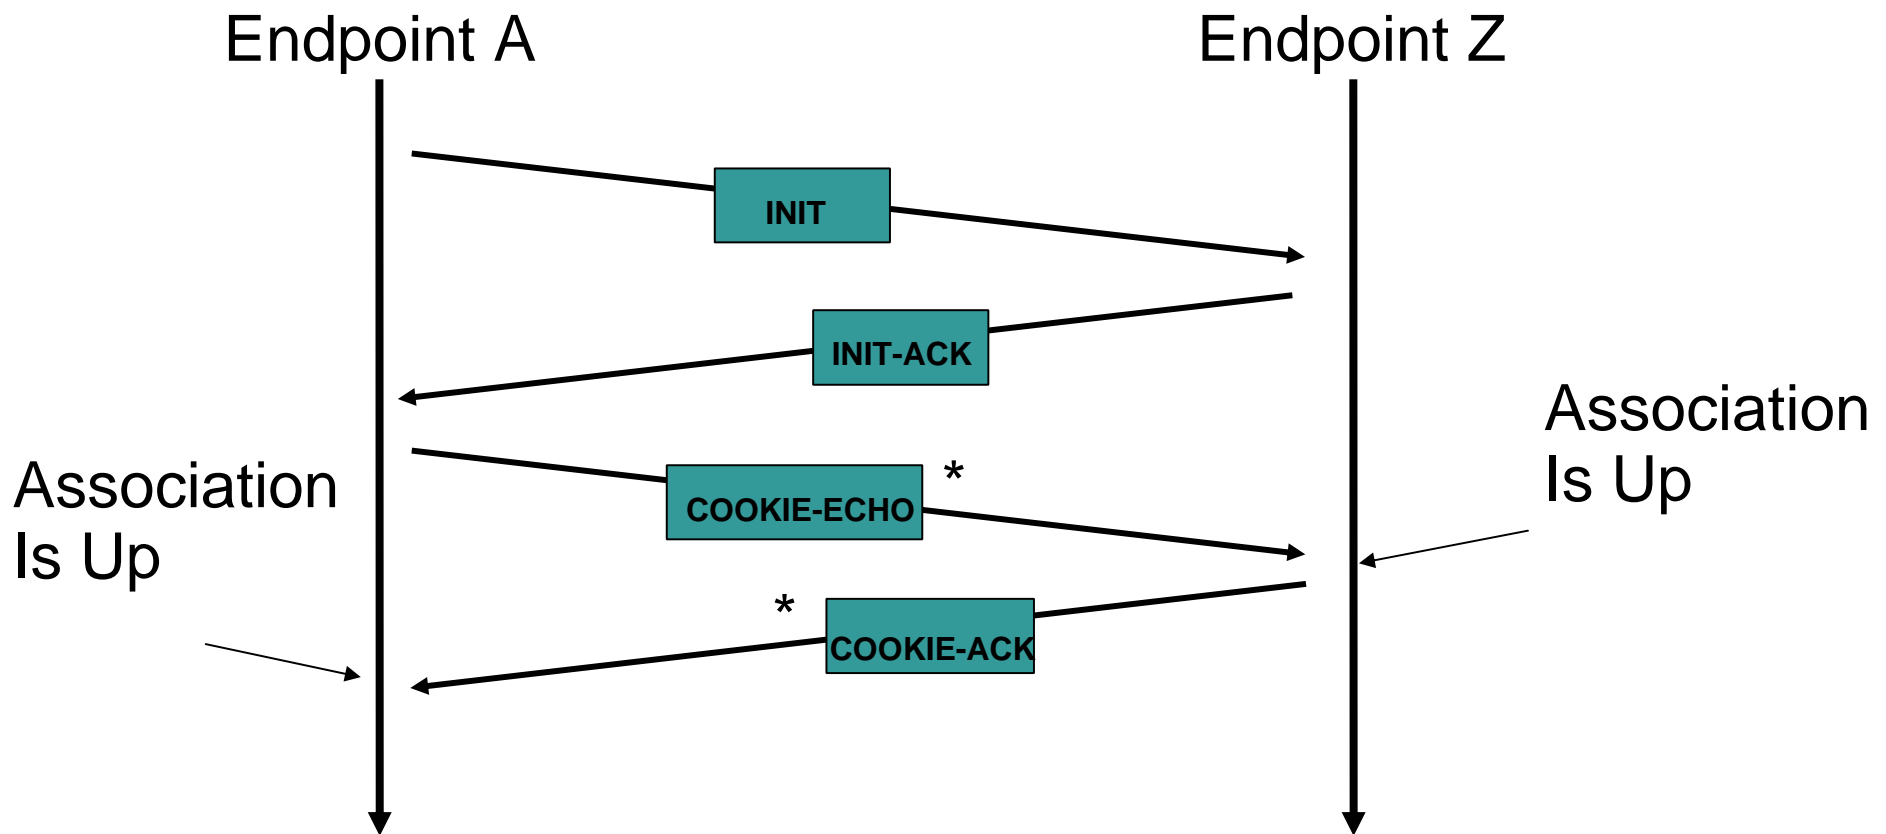 Endpoint A
Endpoint Z
INIT
INIT-ACK
Association
Is Up
Association
Is Up
COOKIE-ECHO
*
*
COOKIE-ACK